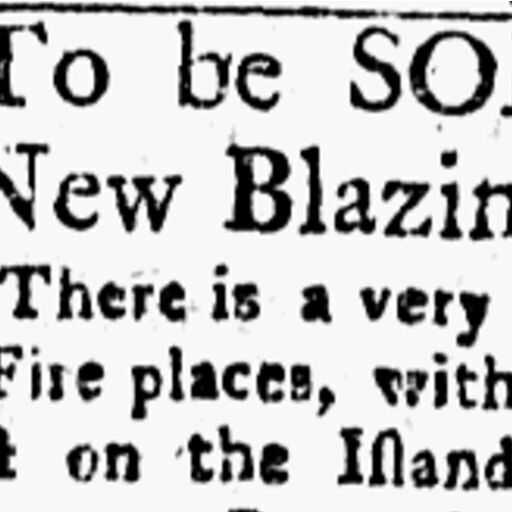 To be SO
New Blazin
There is a very
Fire places, with
on the Iſland